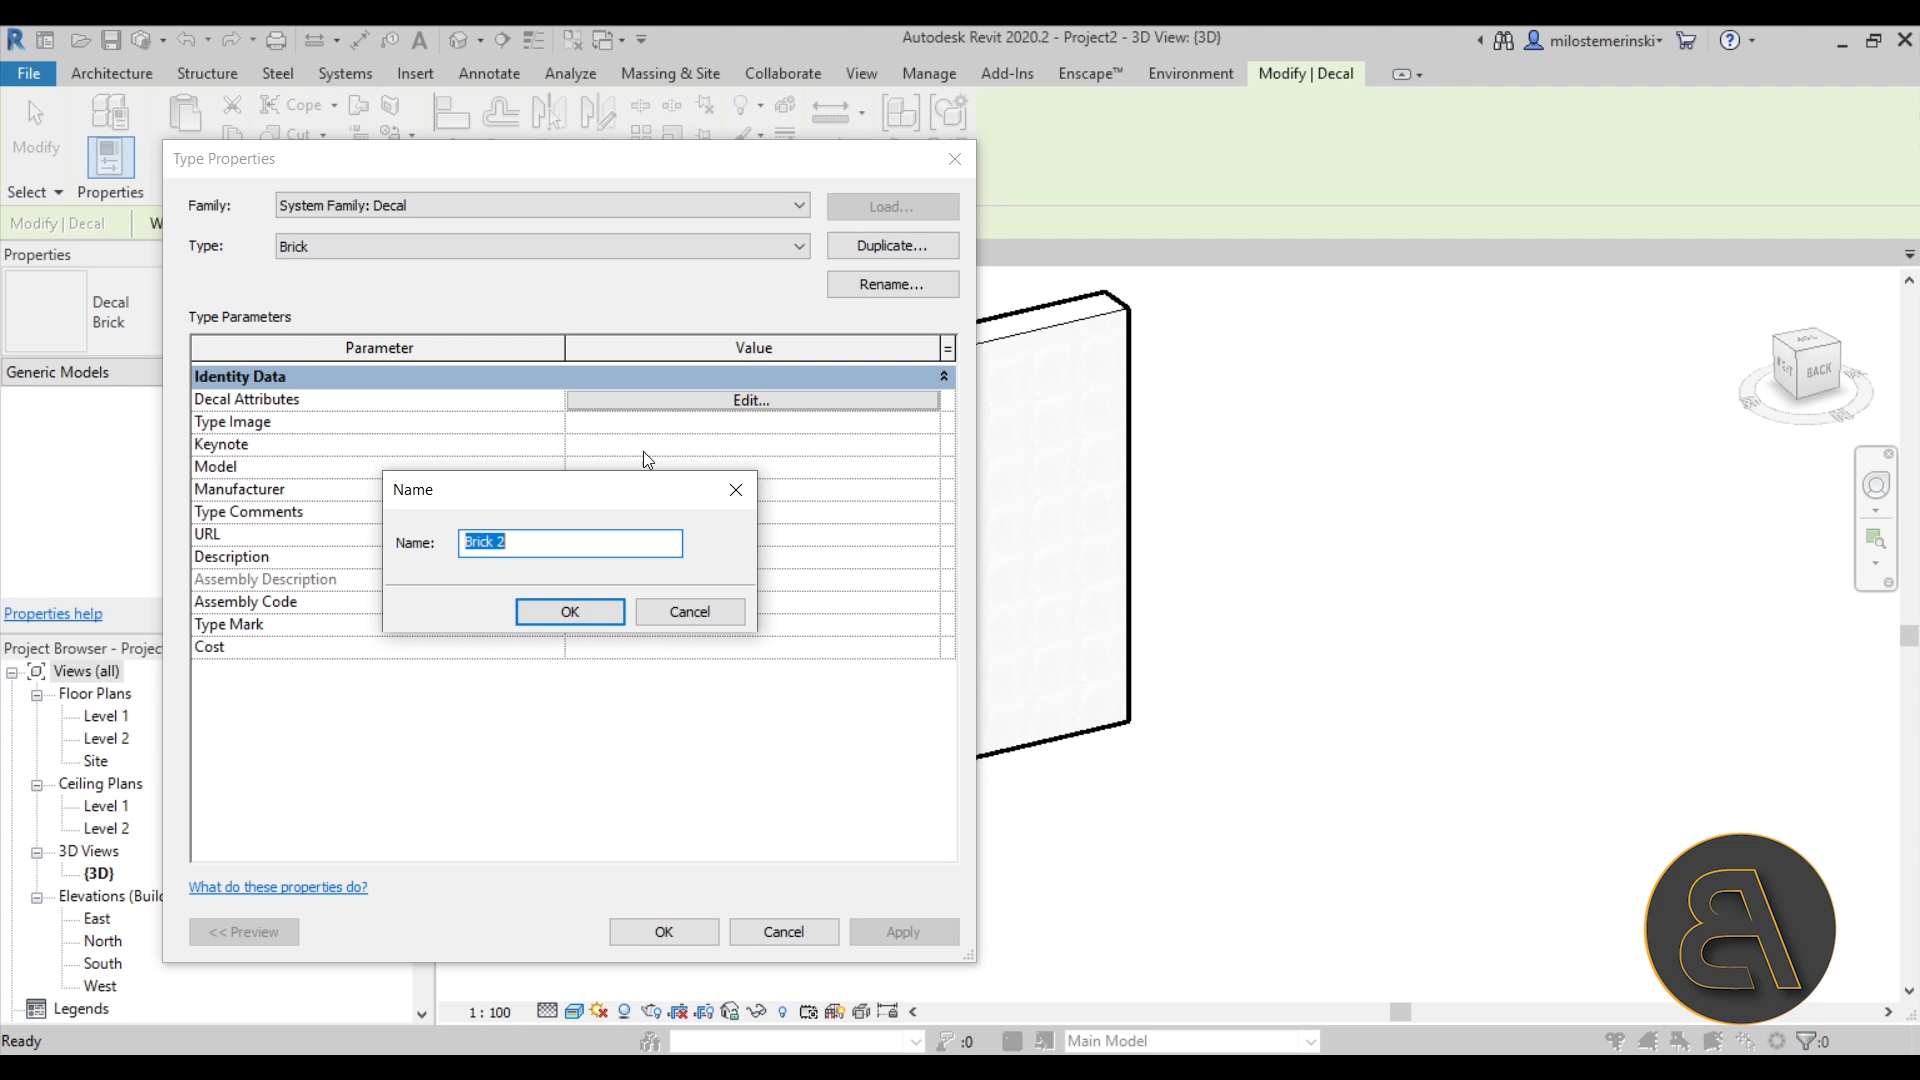 Autodesk Revit 2020.2 - Project2 - 3D View: {3D}
milostemerinski
File Architecture Structure Steel Systems Insert Annotate Analyze Massing & Site Collaborate View Manage Add-Ins Enscape™ Environment Modify | Decal
Modify
Cope
Cut
Select Properties
Modify | Decal W
Properties
Decal
Brick
Generic Models
Properties help
Project Browser - Projec
Views (all)
Floor Plans
Level 1
Level 2
Site
Ceiling Plans
Level 1
Level 2
3D Views
{3D}
Elevations (Build
East
North
South
West
Legends
Type Properties
Family: System Family: Decal Load...
Type: Brick Duplicate...
Rename...
Type Parameters
Parameter Value =
Identity Data
Decal Attributes Edit...
Type Image
Keynote
Model
Manufacturer
Type Comments
URL
Description
Assembly Description
Assembly Code
Type Mark
Cost
Name
Name: Brick 2
OK Cancel
What do these properties do?
<< Preview OK Cancel Apply
BACK
1 : 100
Ready :0 Main Model :0